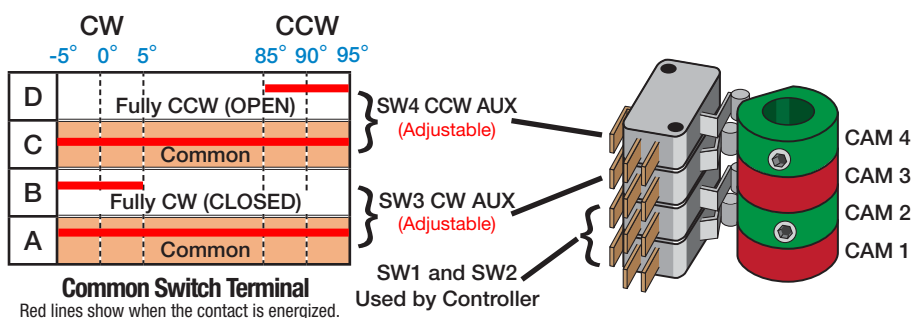 CW CCW
-5° 0° 5° 85° 90° 95°
D
Fully CCW (OPEN)
C
Common
B
Fully CW (CLOSED)
A
Common
SW4 CCW AUX
(Adjustable)
SW3 CW AUX
(Adjustable)
SW1 and SW2
Used by Controller
CAM 4
CAM 3
CAM 2
CAM 1
Common Switch Terminal
Red lines show when the contact is energized.